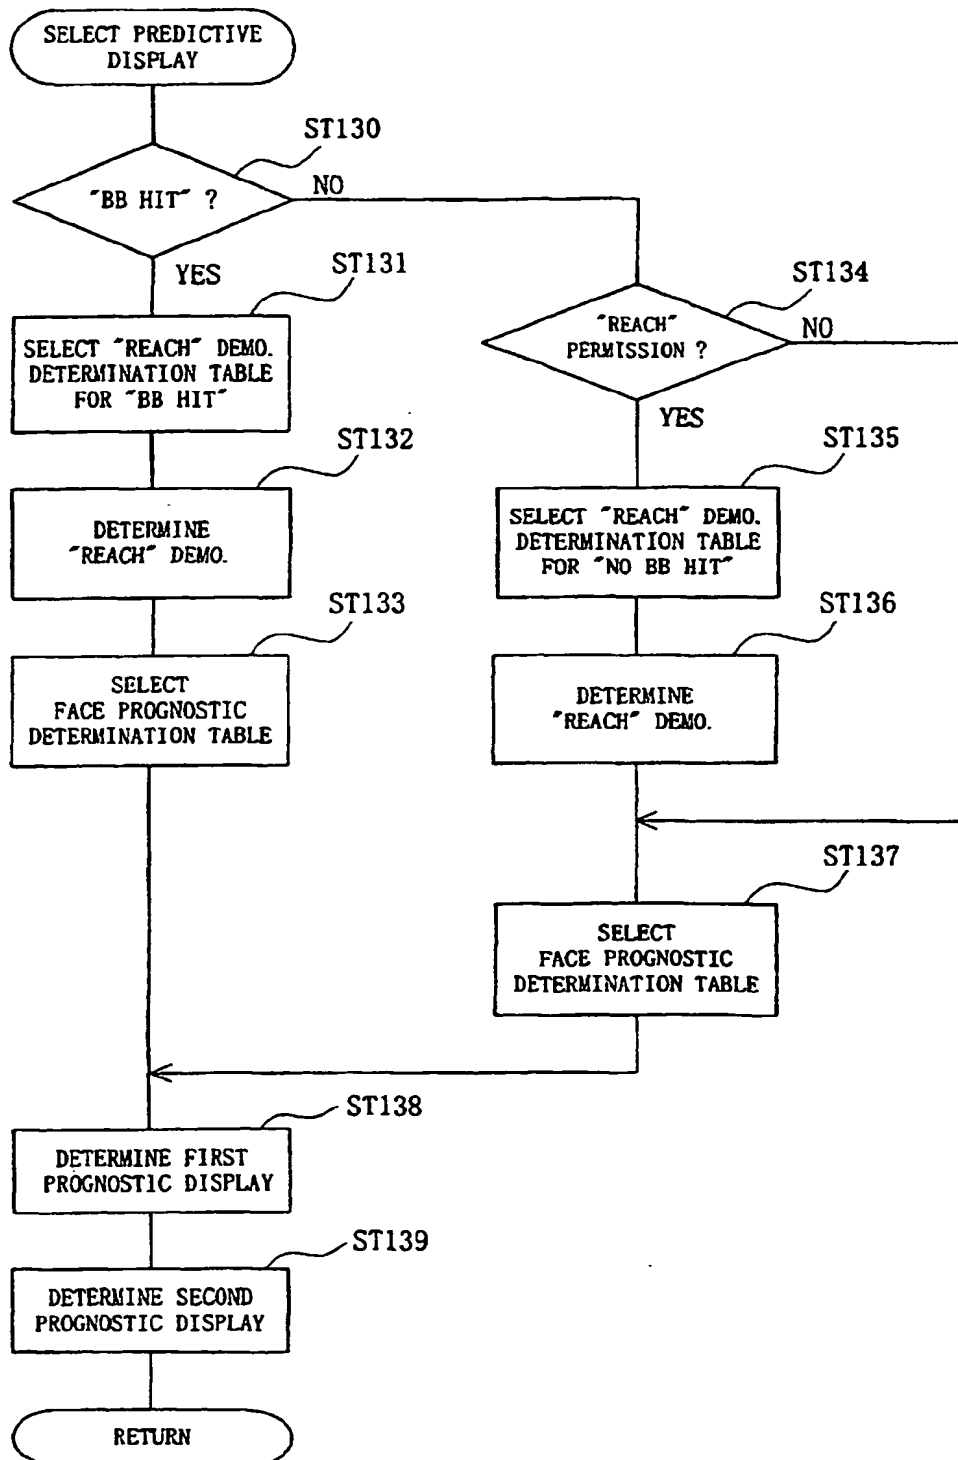 SELECT PREDICTIVE
DISPLAY
ST130
"BB HIT" ?
NO
YES
ST131
SELECT "REACH" DEMO.
DETERMINATION TABLE
FOR "BB HIT"
ST132
DETERMINE
"REACH" DEMO.
ST133
SELECT
FACE PROGNOSTIC
DETERMINATION TABLE
ST134
"REACH"
PERMISSION ?
NO
YES
ST135
SELECT "REACH" DEMO.
DETERMINATION TABLE
FOR "NO BB HIT"
ST136
DETERMINE
"REACH" DEMO.
ST137
SELECT
FACE PROGNOSTIC
DETERMINATION TABLE
ST138
DETERMINE FIRST
PROGNOSTIC DISPLAY
ST139
DETERMINE SECOND
PROGNOSTIC DISPLAY
RETURN